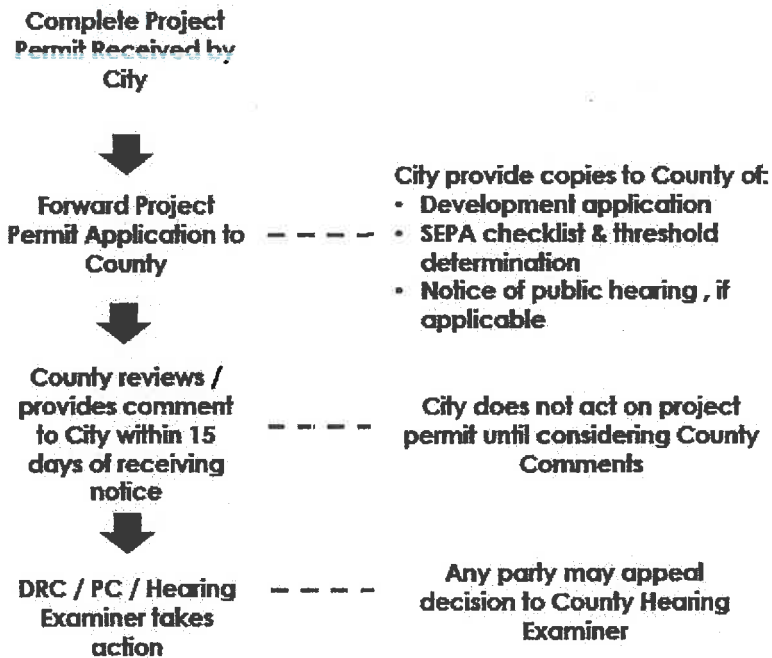 Complete Project
Permit Received by
City
Forward Project
Permit Application to
County
City provide copies to County of:
• Development application
• SEPA checklist & threshold
determination
• Notice of public hearing , if
applicable
County reviews /
provides comment
to City within 15
days of receiving
notice
City does not act on project
permit until considering County
Comments
DRC / PC / Hearing
Examiner takes
action
Any party may appeal
decision to County Hearing
Examiner